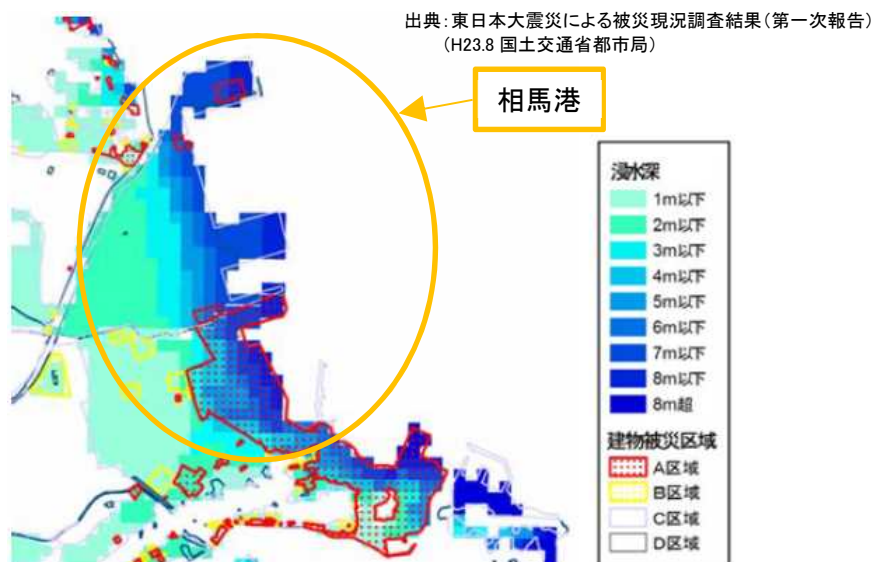 出典：東日本大震災による被災現況調査結果（第一次報告）
（H23.8 国土交通省都市局）
相馬港
浸水深
1m以下
2m以下
3m以下
4m以下
5m以下
6m以下
7m以下
8m以下
8m超
建物被災区域
A区域
B区域
C区域
D区域